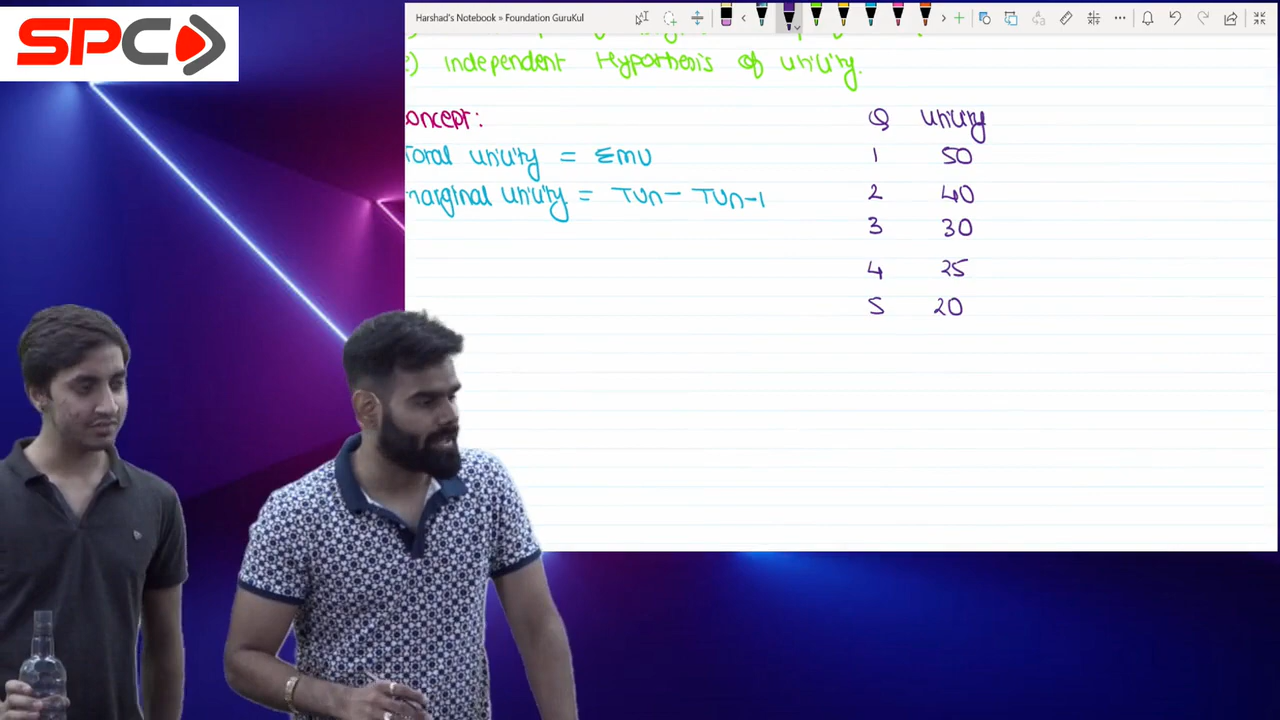 SPC
Harshad's Notebook » Foundation GuruKul
Independent Hypothesis of utility.
oncept:
Total utility = ΣMU
marginal utility = TUn - TUn-1
Q utility
1 50
2 40
3 30
4 25
5 20